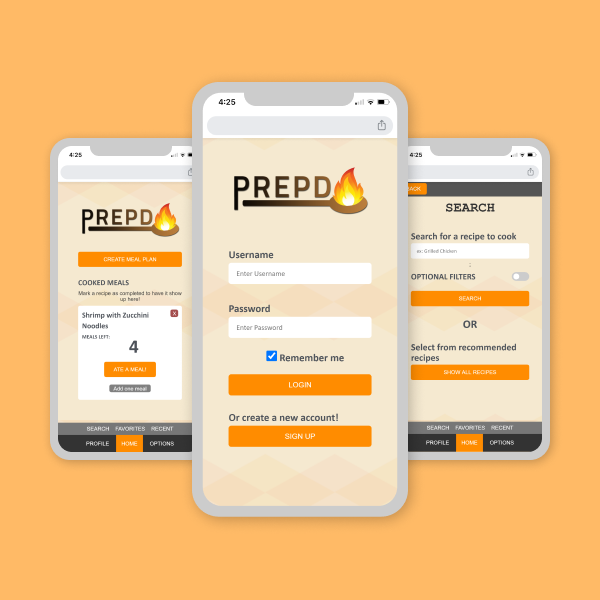 4:25
PREPD
CREATE MEAL PLAN
COOKED MEALS
Mark a recipe as completed to have it show
up here!
Shrimp with Zucchini
Noodles
X
MEALS LEFT:
4
ATE A MEAL!
Add one meal
SEARCH FAVORITES RECENT
PROFILE HOME OPTIONS
4:25
PREPD
Username
Enter Username
Password
Enter Password
Remember me
LOGIN
Or create a new account!
SIGN UP
4:25
BACK
SEARCH
Search for a recipe to cook
ex: Grilled Chicken
:
OPTIONAL FILTERS
SEARCH
OR
Select from recommended
recipes
SHOW ALL RECIPES
SEARCH FAVORITES RECENT
PROFILE HOME OPTIONS